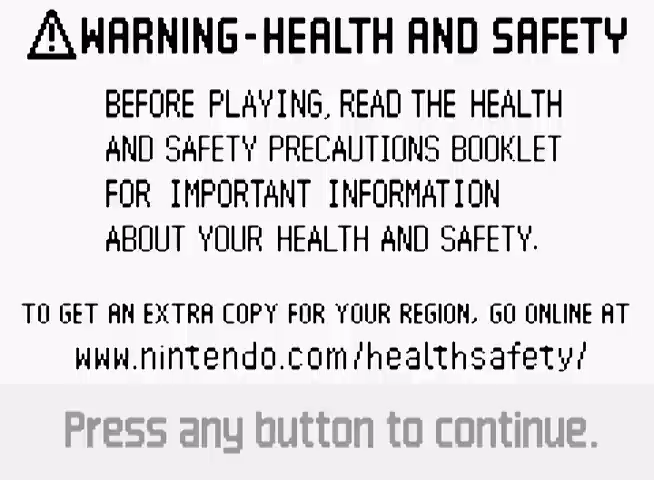 WARNING-HEALTH AND SAFETY
BEFORE PLAYING, READ THE HEALTH
AND SAFETY PRECAUTIONS BOOKLET
FOR IMPORTANT INFORMATION
ABOUT YOUR HEALTH AND SAFETY.
TO GET AN EXTRA COPY FOR YOUR REGION, GO ONLINE AT
www.nintendo.com/healthsafety/
Press any button to continue.